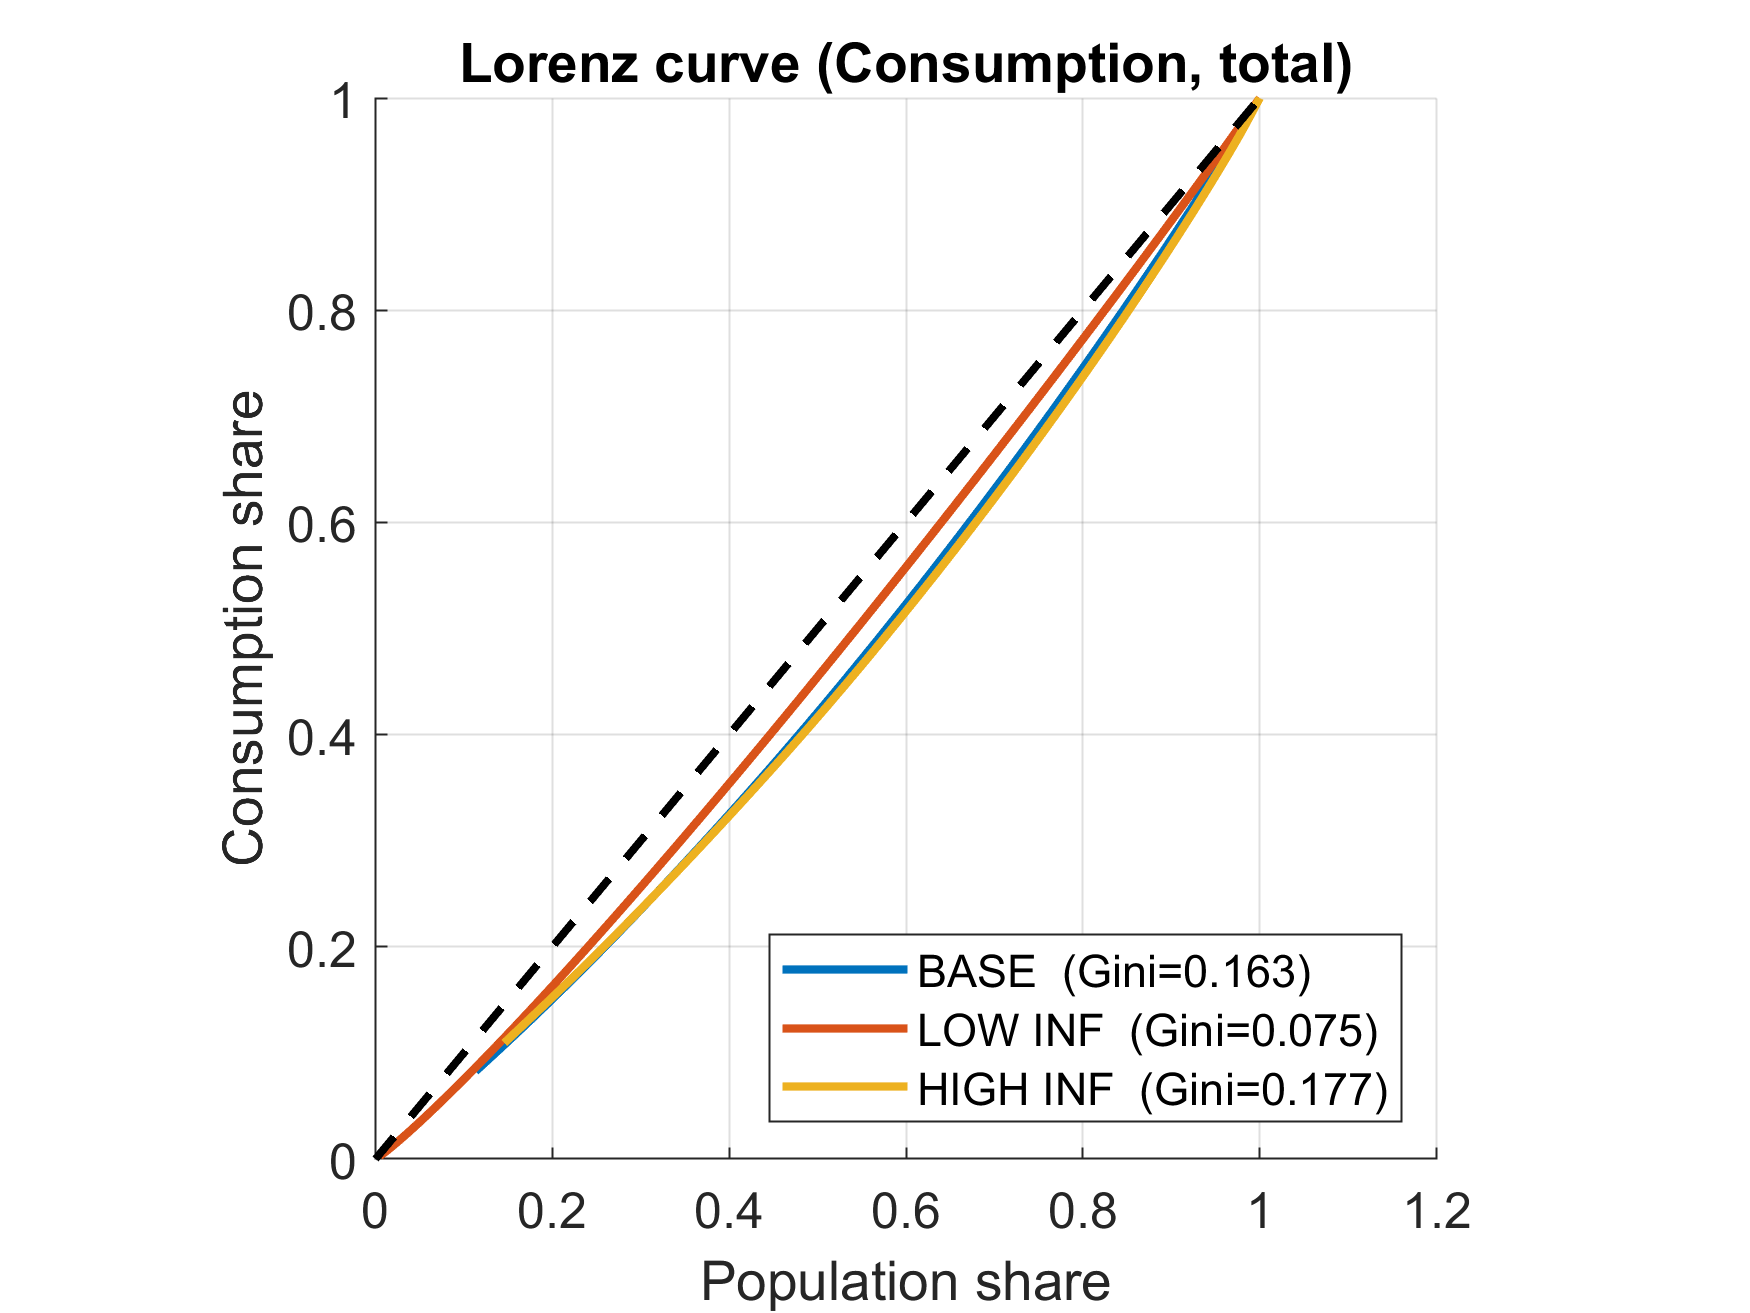 Lorenz curve (Consumption, total)
1
0.8
0.6
0.4
0.2
0
Consumption share
BASE (Gini=0.163)
LOW INF (Gini=0.075)
HIGH INF (Gini=0.177)
0 0.2 0.4 0.6 0.8 1 1.2
Population share